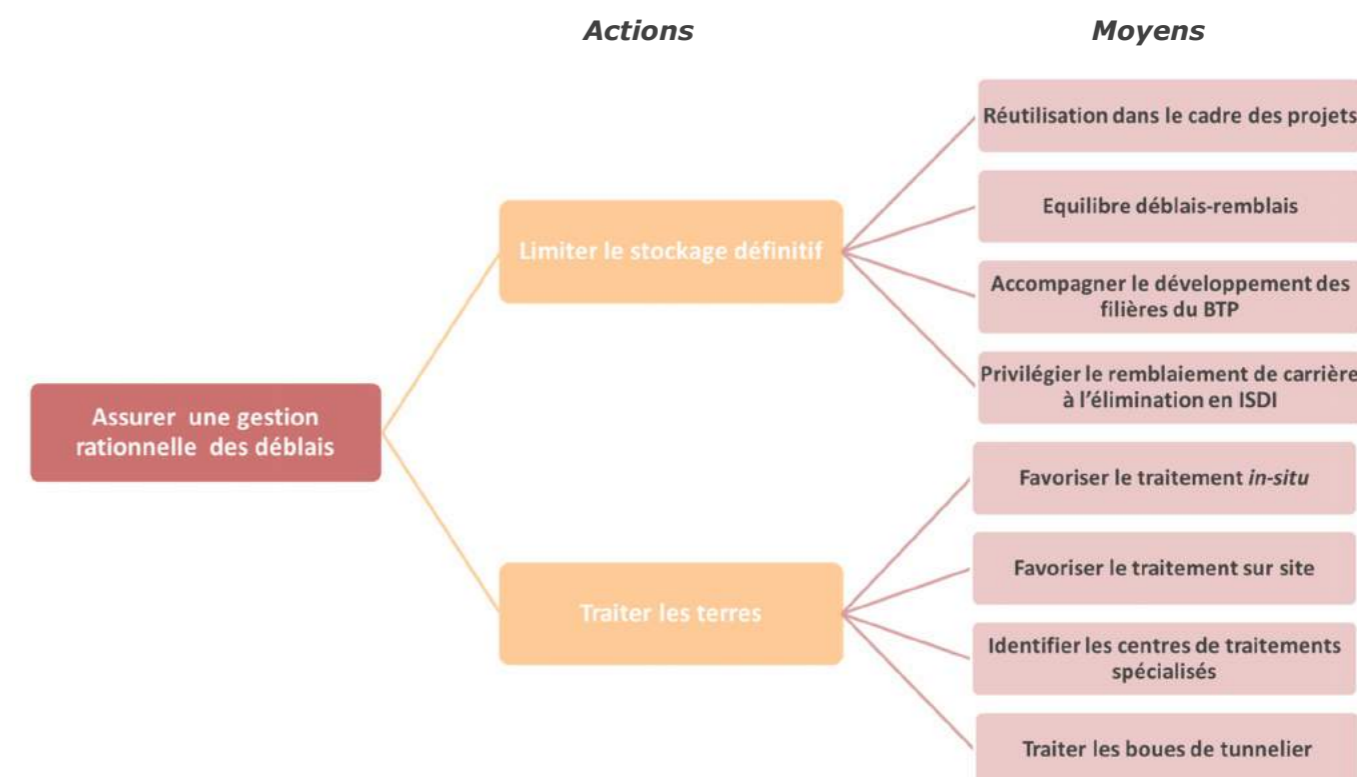 Actions
Moyens
Réutilisation dans le cadre des projets
Equilibre déblais-remblais
Limiter le stockage définitif
Accompagner le développement des
filières du BTP
Privilégier le remblaiement de carrière
à l'élimination en ISDI
Assurer une gestion
rationnelle des déblais
Favoriser le traitement in-situ
Favoriser le traitement sur site
Traiter les terres
Identifier les centres de traitements
spécialisés
Traiter les boues de tunnelier